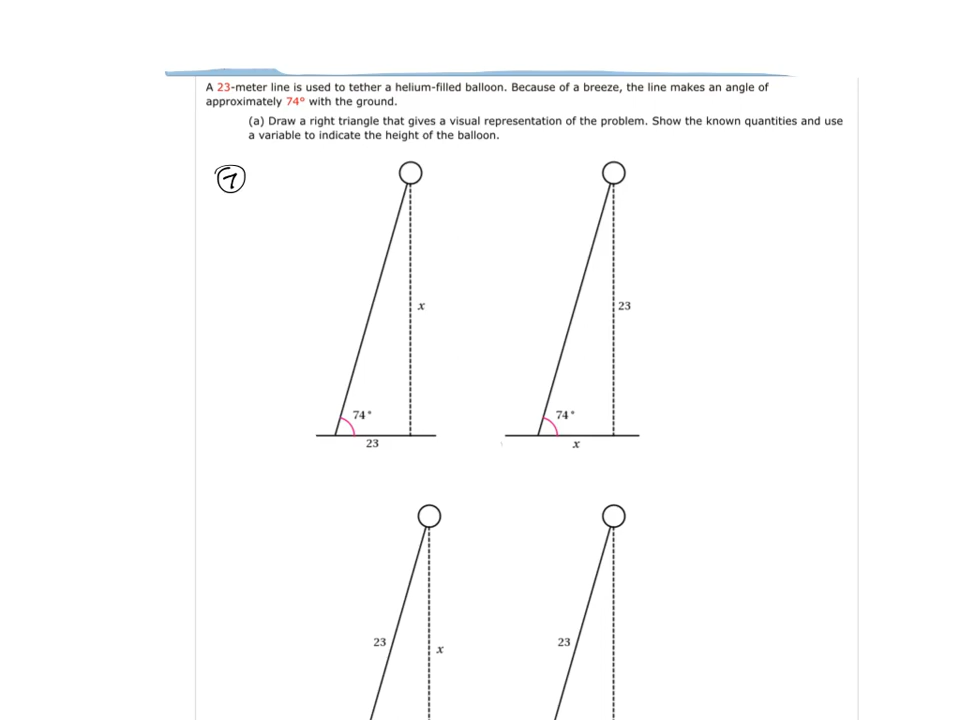 A 23-meter line is used to tether a helium-filled balloon. Because of a breeze, the line makes an angle of
approximately 74° with the ground.
(a) Draw a right triangle that gives a visual representation of the problem. Show the known quantities and use
a variable to indicate the height of the balloon.
7
x
23
74°
74°
23
x
23
x
23